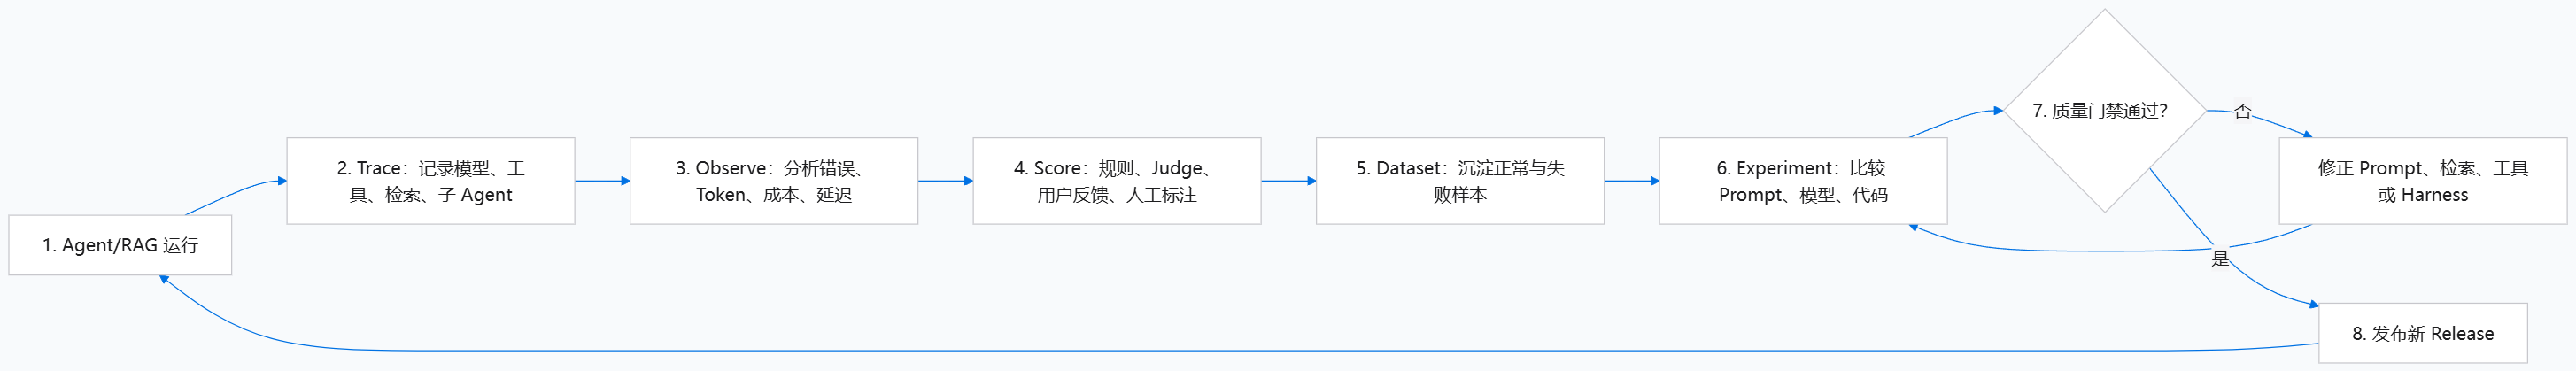 1. Agent/RAG 运行
2. Trace：记录模型、工
具、检索、子 Agent
3. Observe：分析错误、
Token、成本、延迟
4. Score：规则、Judge、
用户反馈、人工标注
5. Dataset：沉淀正常与失
败样本
6. Experiment：比较
Prompt、模型、代码
7. 质量门禁通过？
否
修正 Prompt、检索、工具
或 Harness
是
8. 发布新 Release